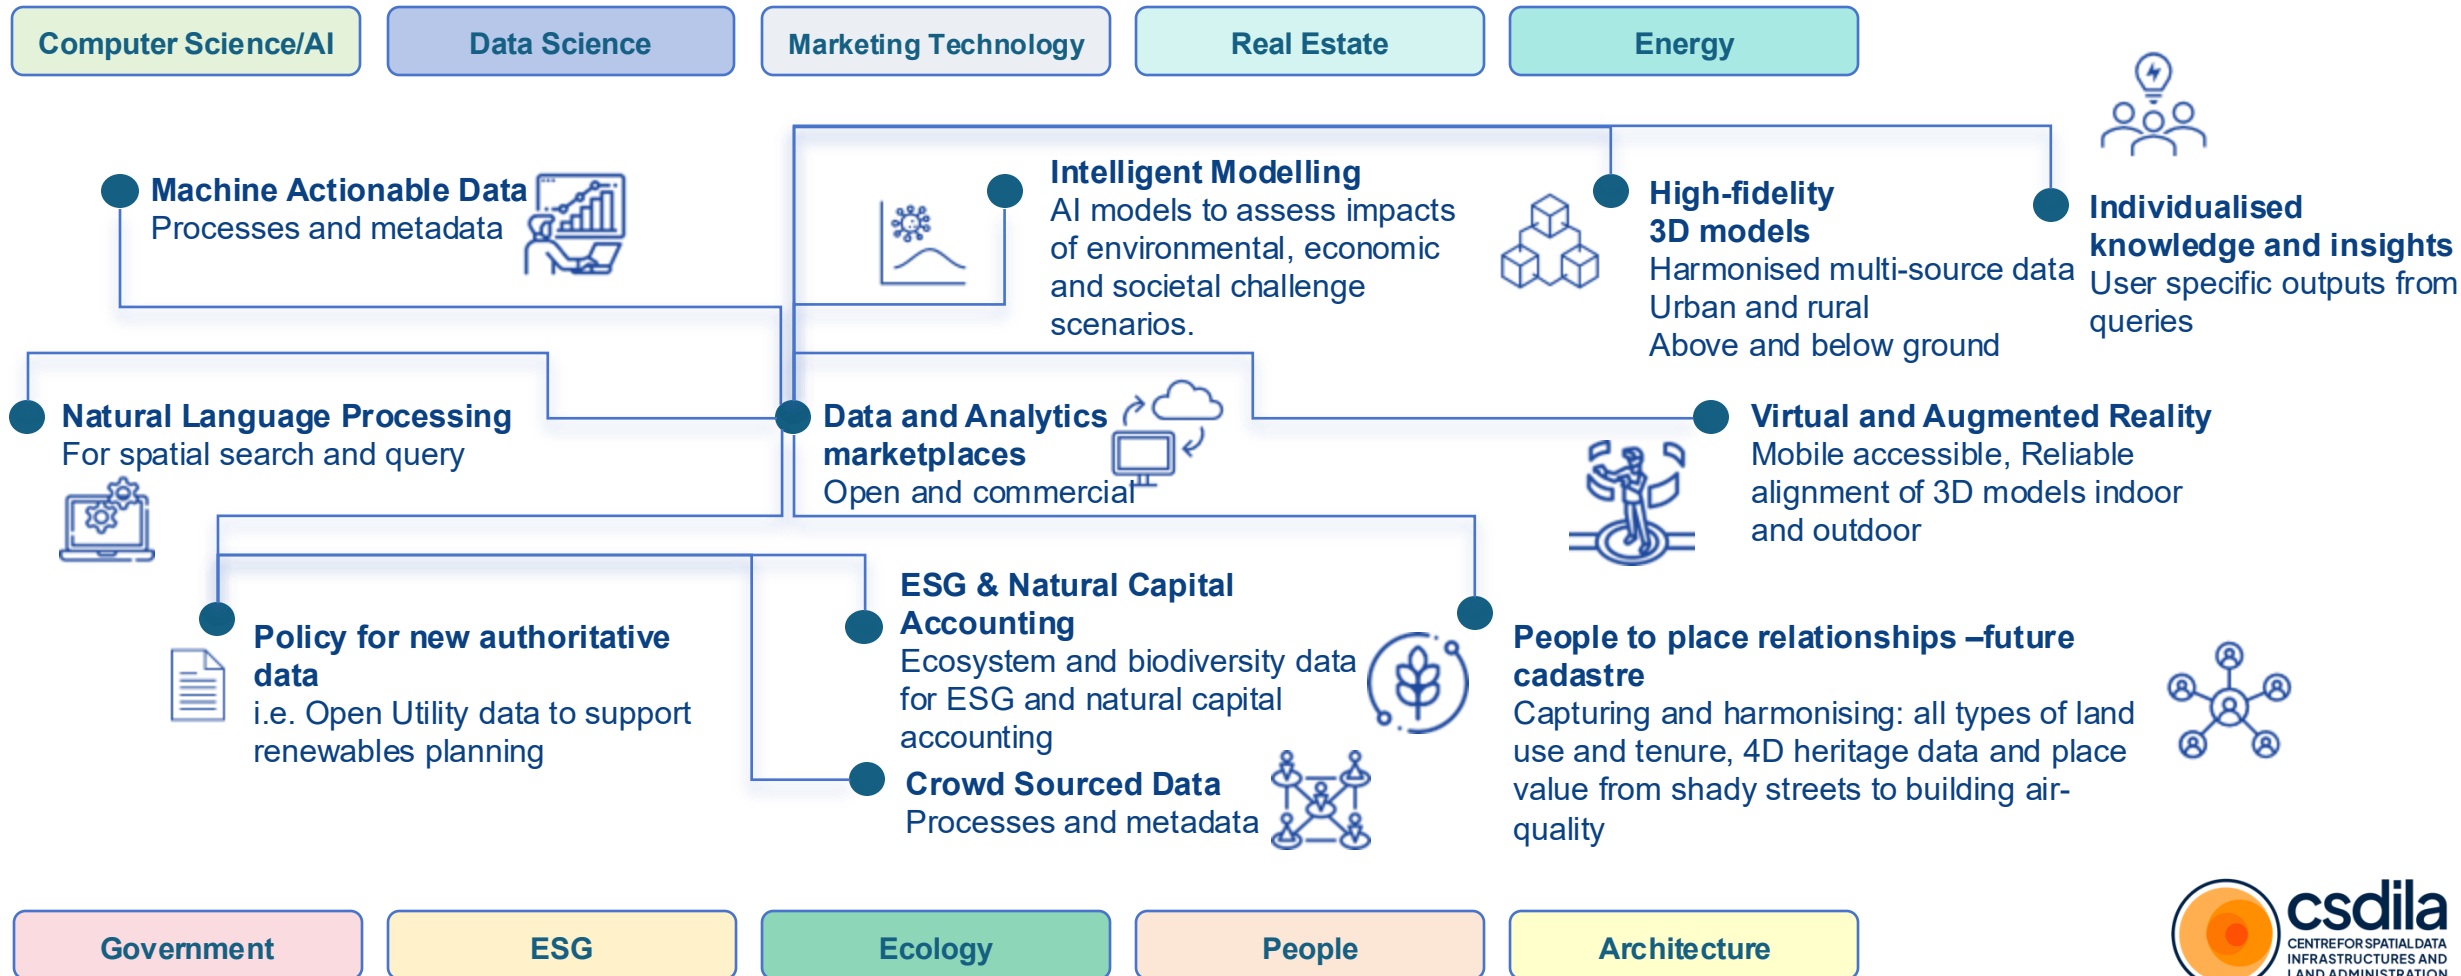 Computer Science/AI
Data Science
Marketing Technology
Real Estate
Energy
Machine Actionable Data
Processes and metadata
Intelligent Modelling
AI models to assess impacts
of environmental, economic
and societal challenge
scenarios.
High-fidelity
3D models
Harmonised multi-source data
Urban and rural
Above and below ground
Individualised
knowledge and insights
User specific outputs from
queries
Natural Language Processing
For spatial search and query
Data and Analytics
marketplaces
Open and commercial
Virtual and Augmented Reality
Mobile accessible, Reliable
alignment of 3D models indoor
and outdoor
Policy for new authoritative
data
i.e. Open Utility data to support
renewables planning
ESG & Natural Capital
Accounting
Ecosystem and biodiversity data
for ESG and natural capital
accounting
Crowd Sourced Data
Processes and metadata
People to place relationships –future
cadastre
Capturing and harmonising: all types of land
use and tenure, 4D heritage data and place
value from shady streets to building air-
quality
Government
ESG
Ecology
People
Architecture
csdila
CENTRE FOR SPATIAL DATA
INFRASTRUCTURES AND
LAND ADMINISTRATION